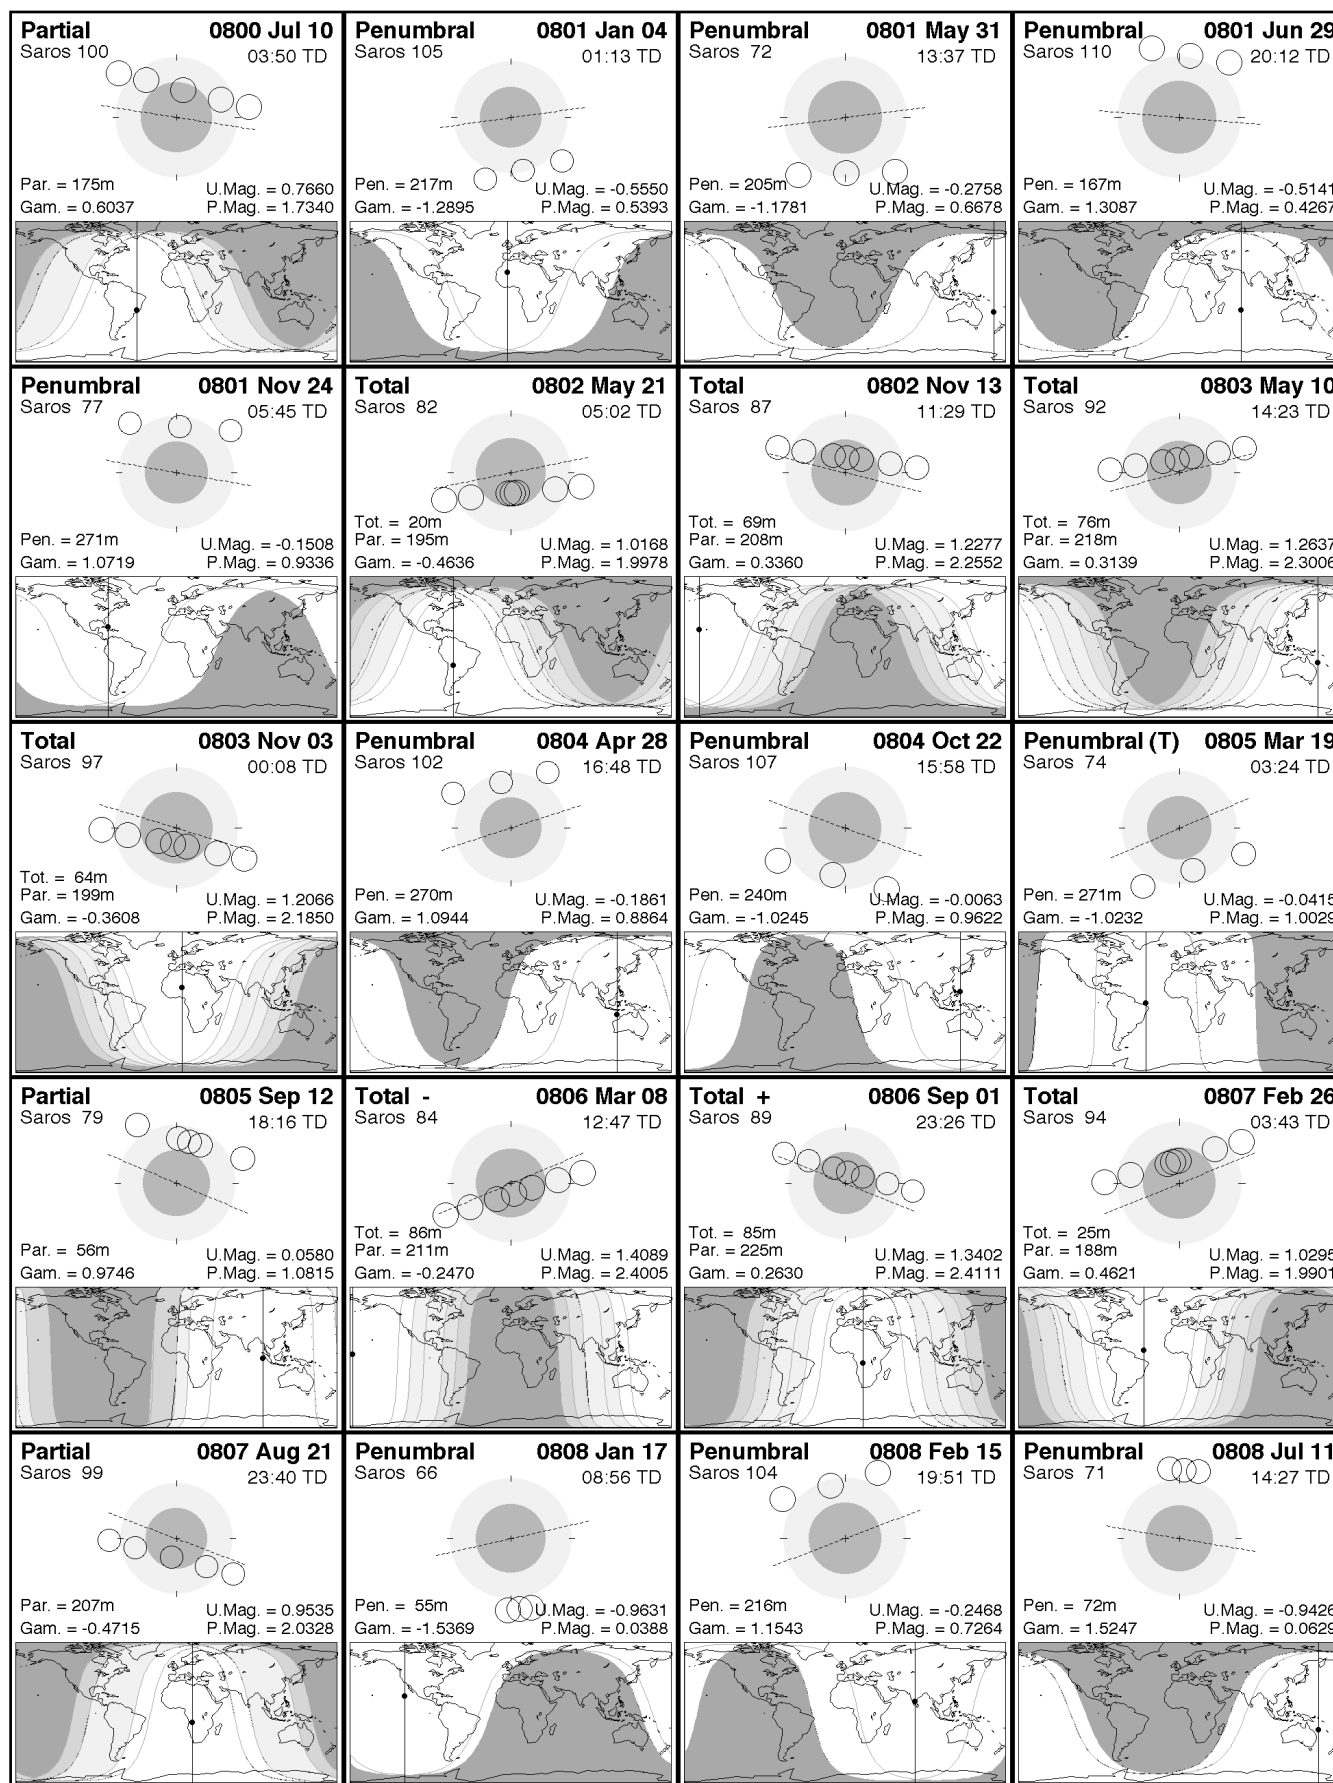 Partial 0800 Jul 10
Saros 100 03:50 TD
Par. = 175m U.Mag. = 0.7660
Gam. = 0.6037 P.Mag. = 1.7340
Penumbral 0801 Jan 04
Saros 105 01:13 TD
Pen. = 217m U.Mag. = -0.5550
Gam. = -1.2895 P.Mag. = 0.5393
Penumbral 0801 May 31
Saros 72 13:37 TD
Pen. = 205m U.Mag. = -0.2758
Gam. = -1.1781 P.Mag. = 0.6678
Penumbral 0801 Jun 29
Saros 110 20:12 TD
Pen. = 167m U.Mag. = -0.5141
Gam. = 1.3087 P.Mag. = 0.4267
Penumbral 0801 Nov 24
Saros 77 05:45 TD
Pen. = 271m U.Mag. = -0.1508
Gam. = 1.0719 P.Mag. = 0.9336
Total 0802 May 21
Saros 82 05:02 TD
Tot. = 20m
Par. = 195m U.Mag. = 1.0168
Gam. = -0.4636 P.Mag. = 1.9978
Total 0802 Nov 13
Saros 87 11:29 TD
Tot. = 69m
Par. = 208m U.Mag. = 1.2277
Gam. = 0.3360 P.Mag. = 2.2552
Total 0803 May 10
Saros 92 14:23 TD
Tot. = 76m
Par. = 218m U.Mag. = 1.2637
Gam. = 0.3139 P.Mag. = 2.3006
Total 0803 Nov 03
Saros 97 00:08 TD
Tot. = 64m
Par. = 199m U.Mag. = 1.2066
Gam. = -0.3608 P.Mag. = 2.1850
Penumbral 0804 Apr 28
Saros 102 16:48 TD
Pen. = 270m U.Mag. = -0.1861
Gam. = 1.0944 P.Mag. = 0.8864
Penumbral 0804 Oct 22
Saros 107 15:58 TD
Pen. = 240m U.Mag. = -0.0063
Gam. = -1.0245 P.Mag. = 0.9622
Penumbral (T) 0805 Mar 19
Saros 74 03:24 TD
Pen. = 271m U.Mag. = -0.0415
Gam. = -1.0232 P.Mag. = 1.0029
Partial 0805 Sep 12
Saros 79 18:16 TD
Par. = 56m U.Mag. = 0.0580
Gam. = 0.9746 P.Mag. = 1.0815
Total - 0806 Mar 08
Saros 84 12:47 TD
Tot. = 86m
Par. = 211m U.Mag. = 1.4089
Gam. = -0.2470 P.Mag. = 2.4005
Total + 0806 Sep 01
Saros 89 23:26 TD
Tot. = 85m
Par. = 225m U.Mag. = 1.3402
Gam. = 0.2630 P.Mag. = 2.4111
Total 0807 Feb 26
Saros 94 03:43 TD
Tot. = 25m
Par. = 188m U.Mag. = 1.0295
Gam. = 0.4621 P.Mag. = 1.9901
Partial 0807 Aug 21
Saros 99 23:40 TD
Par. = 207m U.Mag. = 0.9535
Gam. = -0.4715 P.Mag. = 2.0328
Penumbral 0808 Jan 17
Saros 66 08:56 TD
Pen. = 55m U.Mag. = -0.9631
Gam. = -1.5369 P.Mag. = 0.0388
Penumbral 0808 Feb 15
Saros 104 19:51 TD
Pen. = 216m U.Mag. = -0.2468
Gam. = 1.1543 P.Mag. = 0.7264
Penumbral 0808 Jul 11
Saros 71 14:27 TD
Pen. = 72m U.Mag. = -0.9426
Gam. = 1.5247 P.Mag. = 0.0629